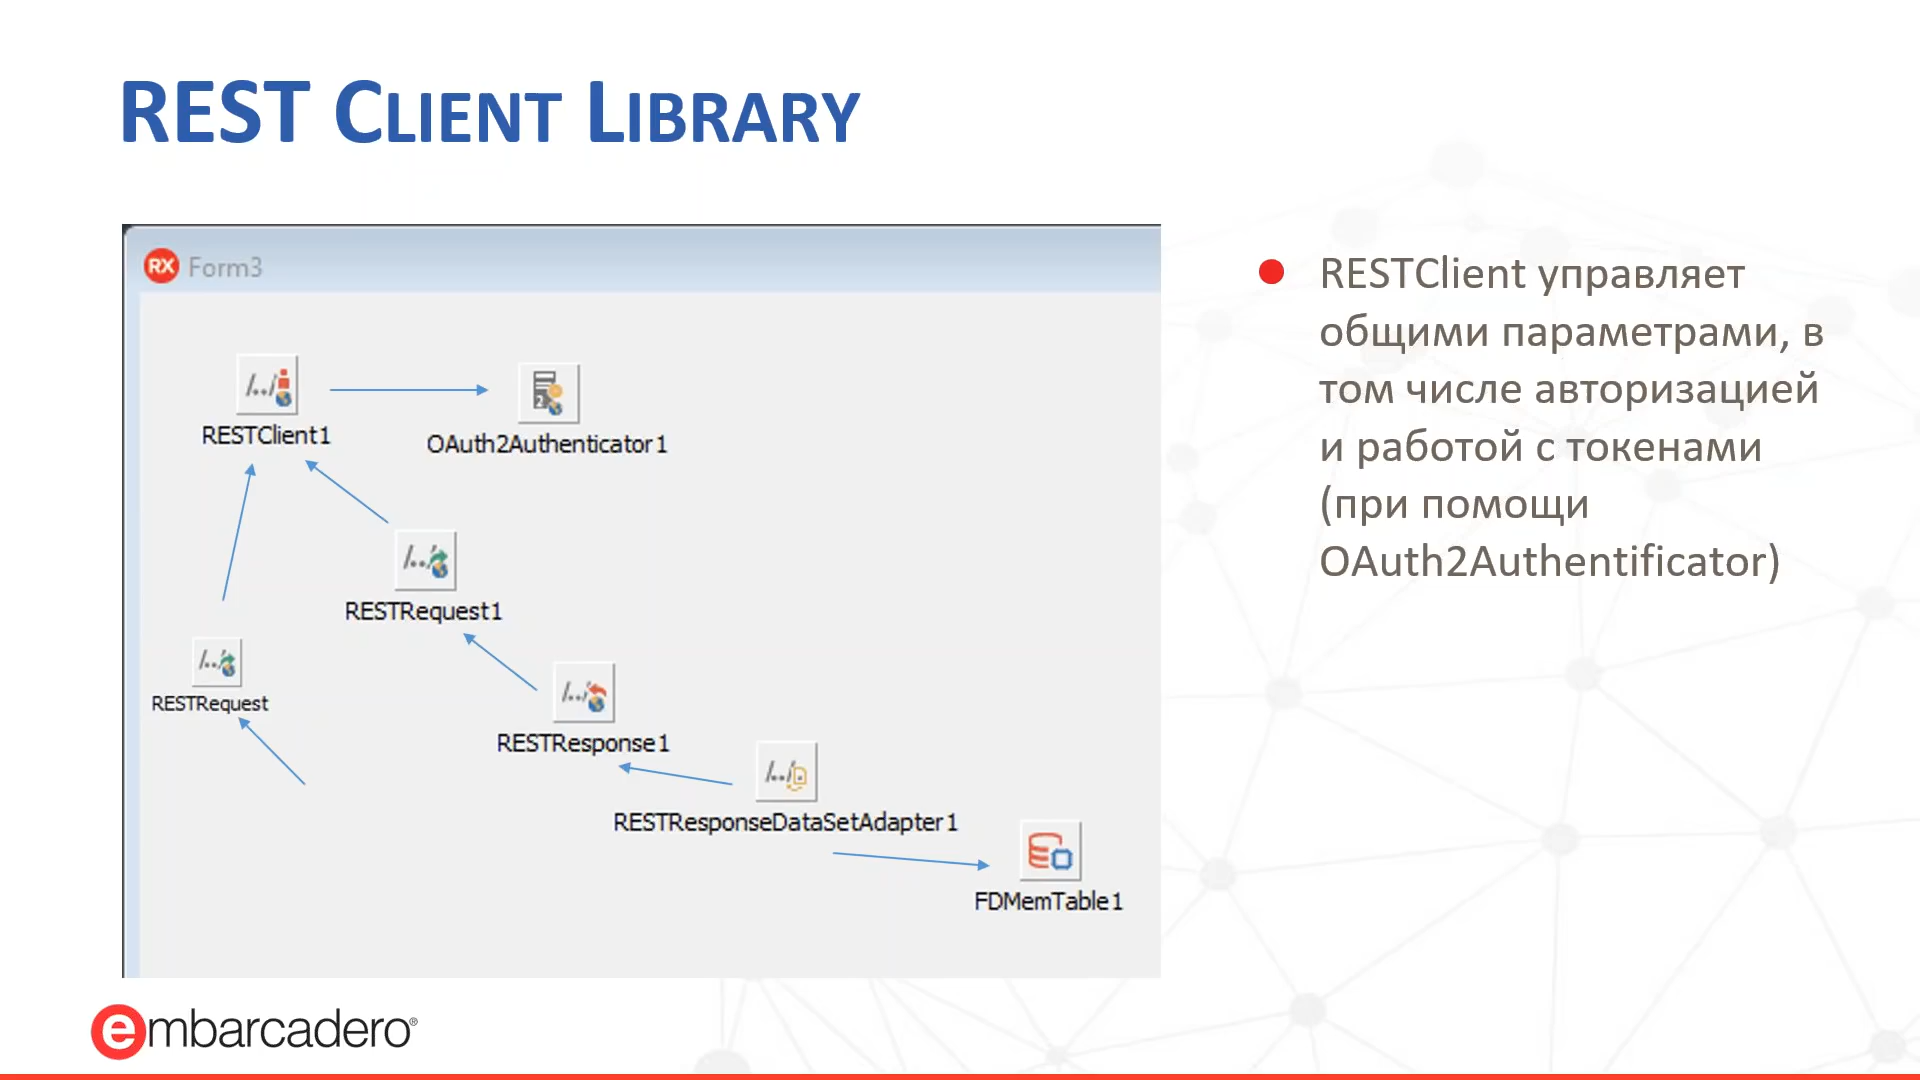 REST CLIENT LIBRARY
RX Form3
RESTClient1
OAuth2Authenticator1
RESTRequest1
RESTRequest
RESTResponse1
RESTResponseDataSetAdapter1
FDMemTable1
RESTClient управляет
общими параметрами, в
том числе авторизацией
и работой с токенами
(при помощи
OAuth2Authentificator)
embarcadero®